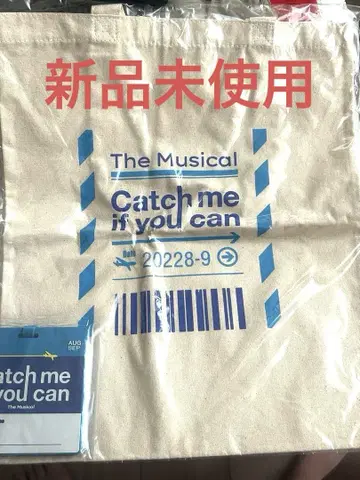 新品未使用
The Musical
Catch me
if you can
20228-9
AUG
SEP
atch me
you can
The Musical